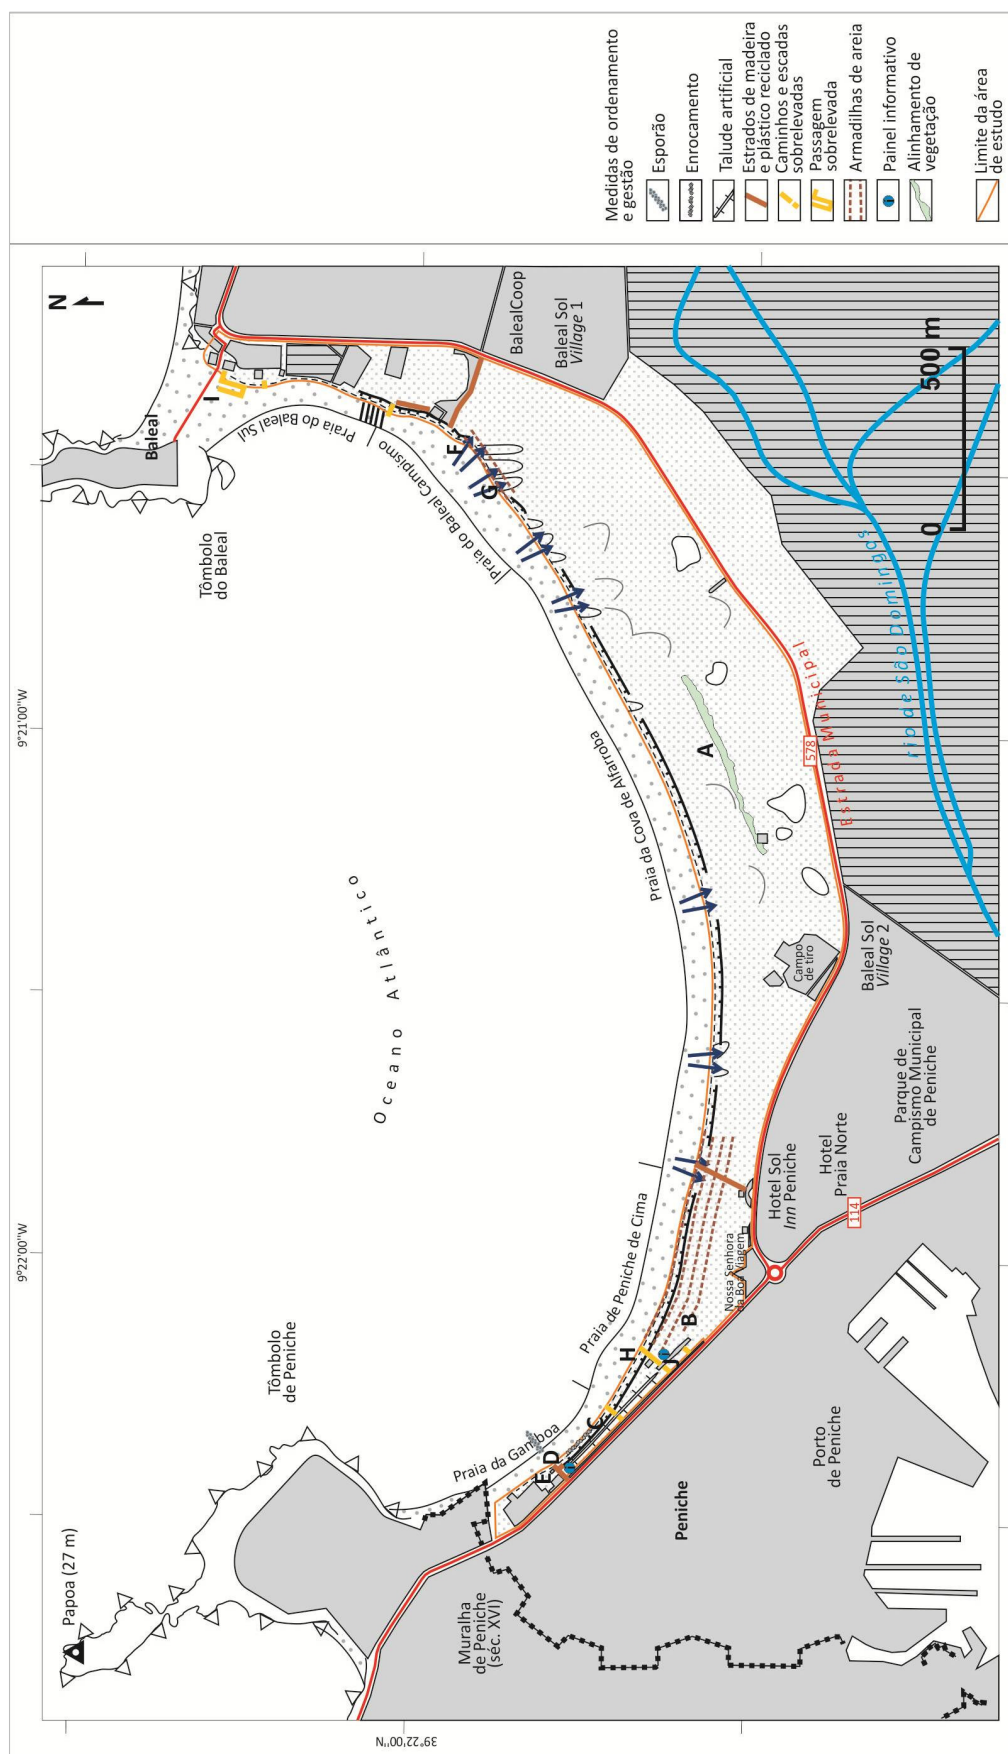 Medidas de ordenamento
e gestão
Esporão
Enrocamento
Talude artificial
Estrados de madeira
e plástico reciclado
Caminhos e escadas
sobrelevadas
Passagem
sobrelevada
Armadilhas de areia
i
Painel informativo
Alinhamento de
vegetação
Limite da área
de estudo
9°22'00"W
9°21'00"W
39°22'00"N
N
Papoa (27 m)
Tômbolo
de Peniche
Oceano Atlântico
Tômbolo
do Baleal
Baleal
I
Praia do Baleal Sul
Praia do Baleal Campismo
F
G
Praia da Cova de Alfarroba
Praia de Peniche de Cima
Praia da Gamboa
E
D
C
H
J
B
A
i
i
BalealCoop
Baleal Sol
Village 1
Muralha
de Peniche
(séc. XVI)
Peniche
Nossa Senhora
da Boa Viagem
Hotel Sol
Inn Peniche
Hotel
Praia Norte
Campo
de tiro
Baleal Sol
Village 2
Parque de
Campismo Municipal
de Peniche
114
578
Estrada Municipal
rio de São Domingos
Porto
de Peniche
0
500 m